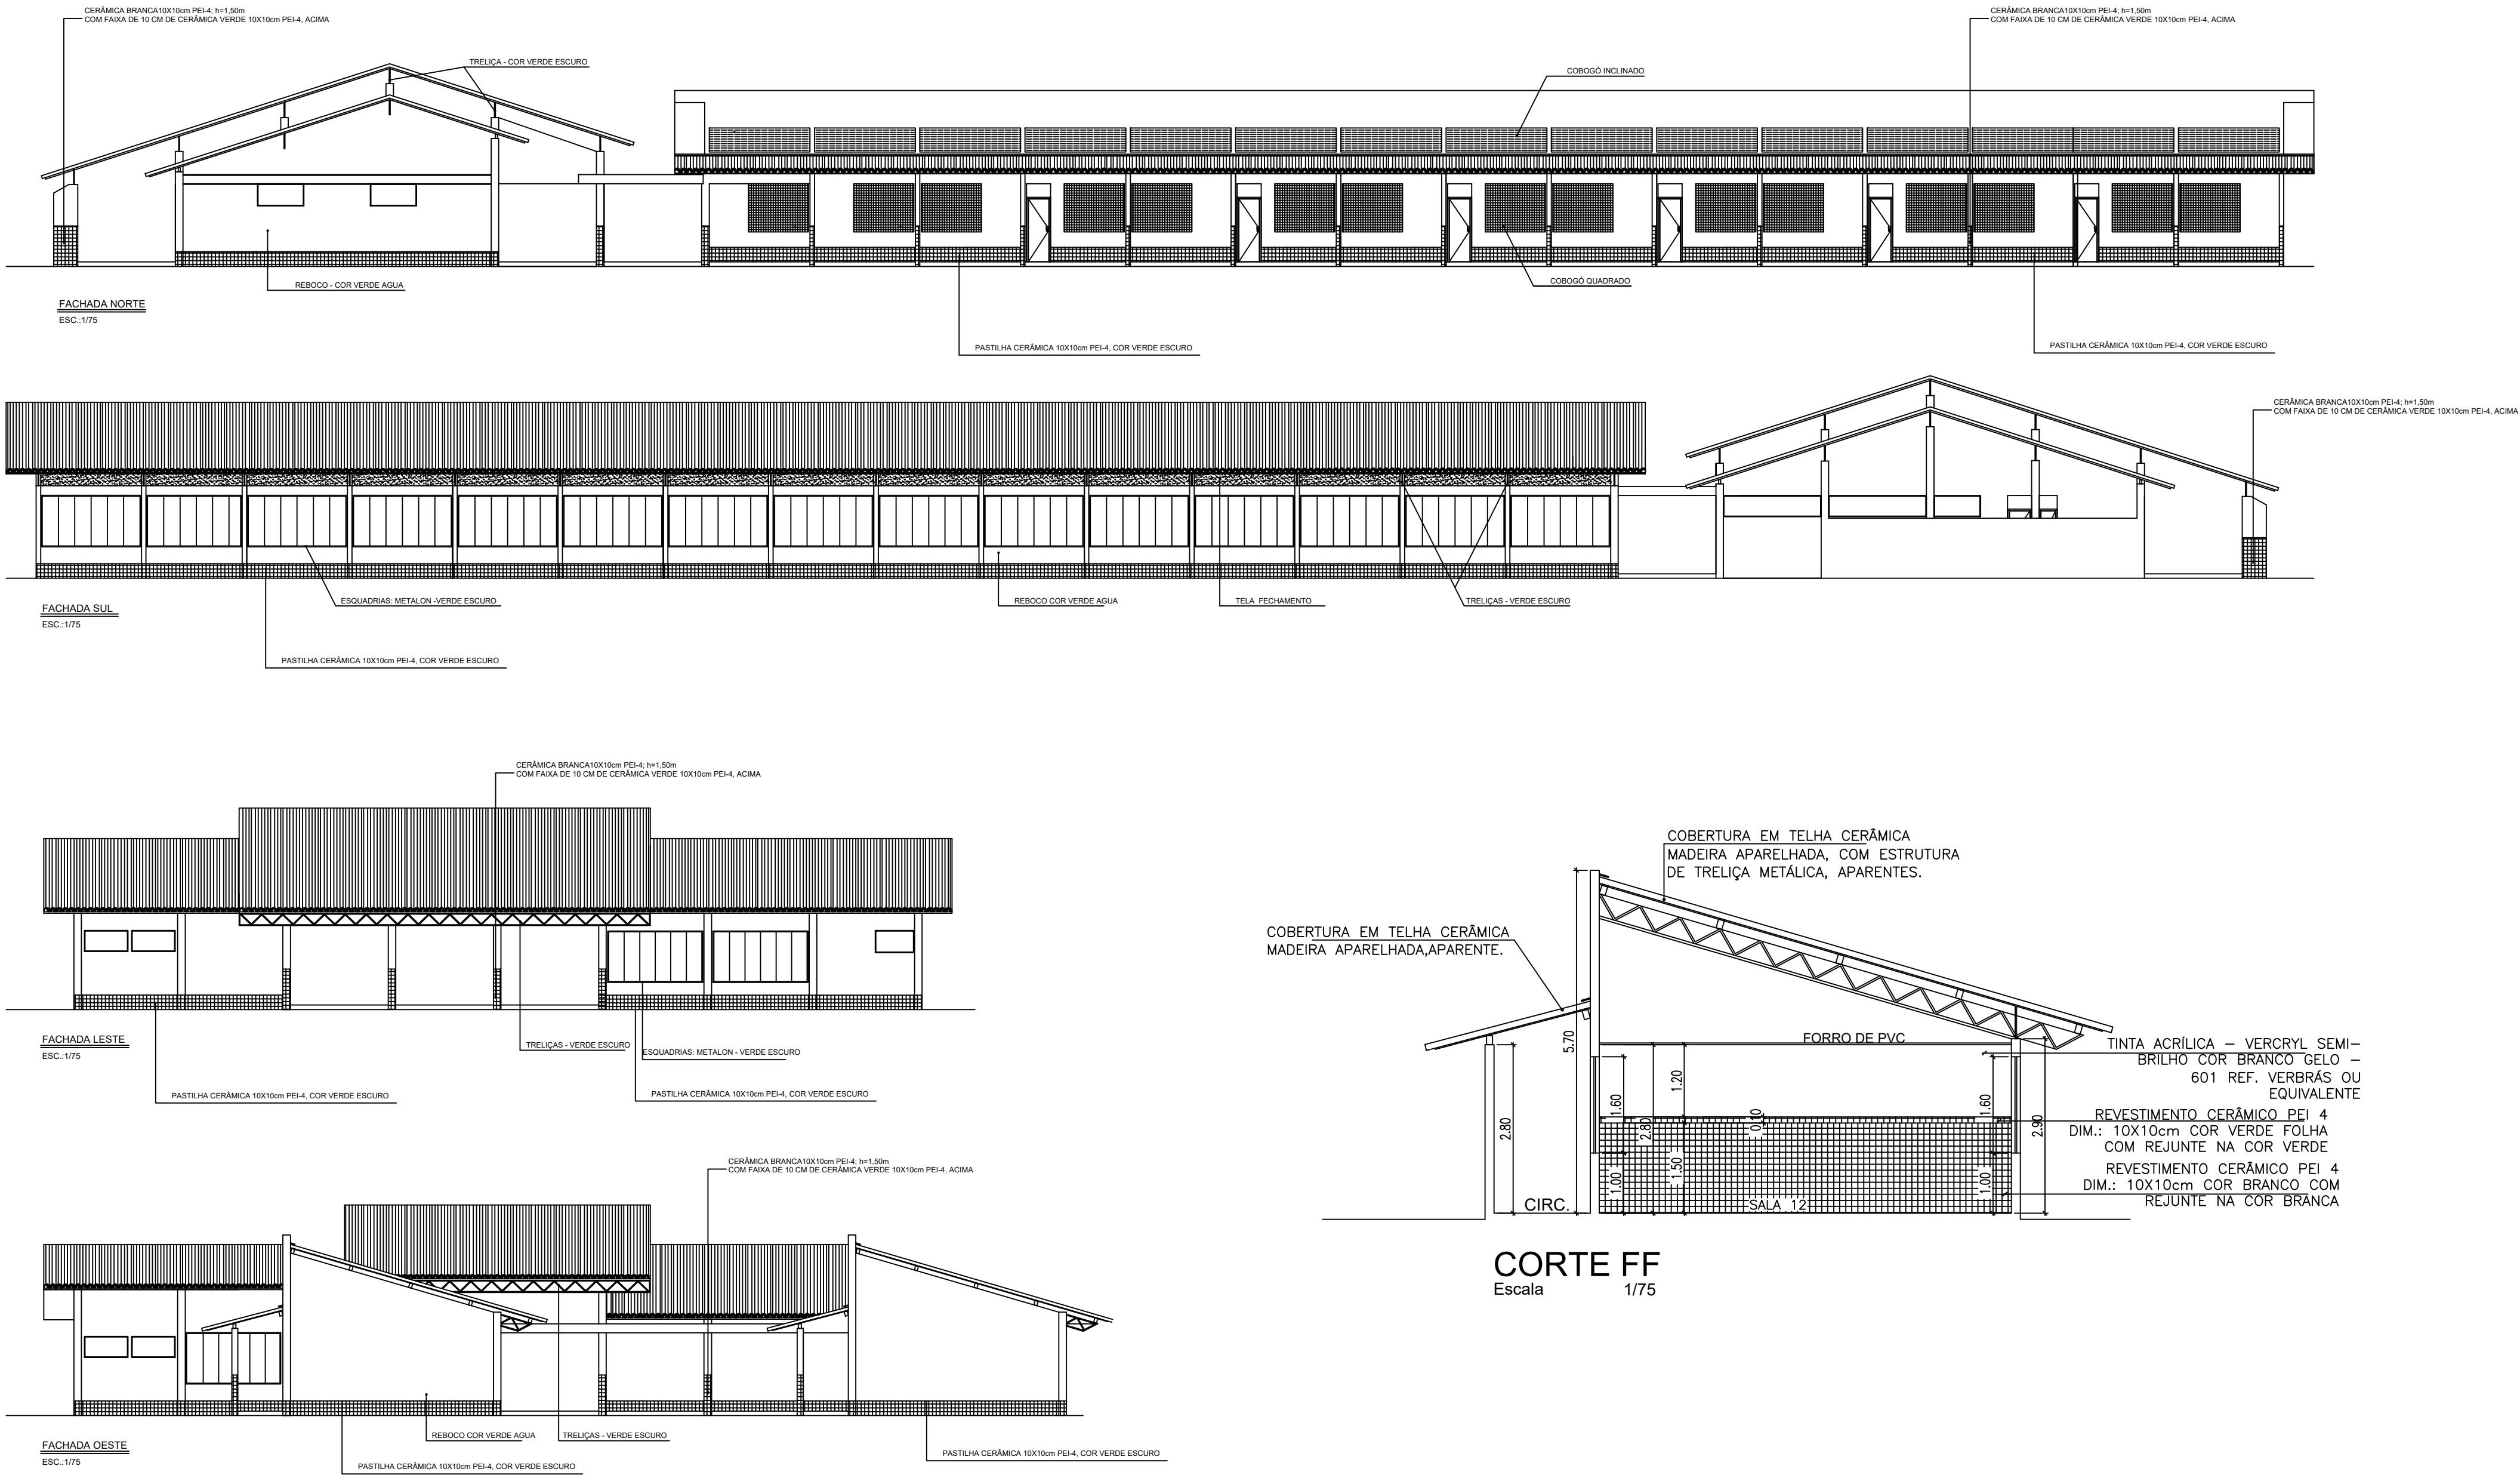 CERÂMICA BRANCA10X10cm PEI-4; h=1,50m
COM FAIXA DE 10 CM DE CERÂMICA VERDE 10X10cm PEI-4, ACIMA
CERÂMICA BRANCA10X10cm PEI-4; h=1,50m
COM FAIXA DE 10 CM DE CERÂMICA VERDE 10X10cm PEI-4, ACIMA
TRELIÇA - COR VERDE ESCURO
COBOGÓ INCLINADO
REBOCO - COR VERDE AGUA
COBOGÓ QUADRADO
FACHADA NORTE
ESC.:1/75
PASTILHA CERÂMICA 10X10cm PEI-4, COR VERDE ESCURO
PASTILHA CERÂMICA 10X10cm PEI-4, COR VERDE ESCURO
CERÂMICA BRANCA10X10cm PEI-4; h=1,50m
COM FAIXA DE 10 CM DE CERÂMICA VERDE 10X10cm PEI-4, ACIMA
ESQUADRIAS: METALON -VERDE ESCURO
REBOCO COR VERDE AGUA
TELA FECHAMENTO
TRELIÇAS - VERDE ESCURO
FACHADA SUL
ESC.:1/75
PASTILHA CERÂMICA 10X10cm PEI-4, COR VERDE ESCURO
CERÂMICA BRANCA10X10cm PEI-4; h=1,50m
COM FAIXA DE 10 CM DE CERÂMICA VERDE 10X10cm PEI-4, ACIMA
TRELIÇAS - VERDE ESCURO
ESQUADRIAS: METALON - VERDE ESCURO
FACHADA LESTE
ESC.:1/75
PASTILHA CERÂMICA 10X10cm PEI-4, COR VERDE ESCURO
PASTILHA CERÂMICA 10X10cm PEI-4, COR VERDE ESCURO
COBERTURA EM TELHA CERÂMICA
MADEIRA APARELHADA, COM ESTRUTURA
DE TRELIÇA METÁLICA, APARENTES.
COBERTURA EM TELHA CERÂMICA
MADEIRA APARELHADA,APARENTE.
5.70
FORRO DE PVC
2.80
1.60
1.00
2.80
1.20
1.50
0.10
1.60
1.00
2.90
CIRC.
SALA 12
TINTA ACRÍLICA – VERCRYL SEMI–
BRILHO COR BRANCO GELO –
601 REF. VERBRÁS OU
EQUIVALENTE
REVESTIMENTO CERÂMICO PEI 4
DIM.: 10X10cm COR VERDE FOLHA
COM REJUNTE NA COR VERDE
REVESTIMENTO CERÂMICO PEI 4
DIM.: 10X10cm COR BRANCO COM
REJUNTE NA COR BRANCA
CORTE FF
Escala 1/75
CERÂMICA BRANCA10X10cm PEI-4; h=1,50m
COM FAIXA DE 10 CM DE CERÂMICA VERDE 10X10cm PEI-4, ACIMA
REBOCO COR VERDE AGUA
TRELIÇAS - VERDE ESCURO
FACHADA OESTE
ESC.:1/75
PASTILHA CERÂMICA 10X10cm PEI-4, COR VERDE ESCURO
PASTILHA CERÂMICA 10X10cm PEI-4, COR VERDE ESCURO